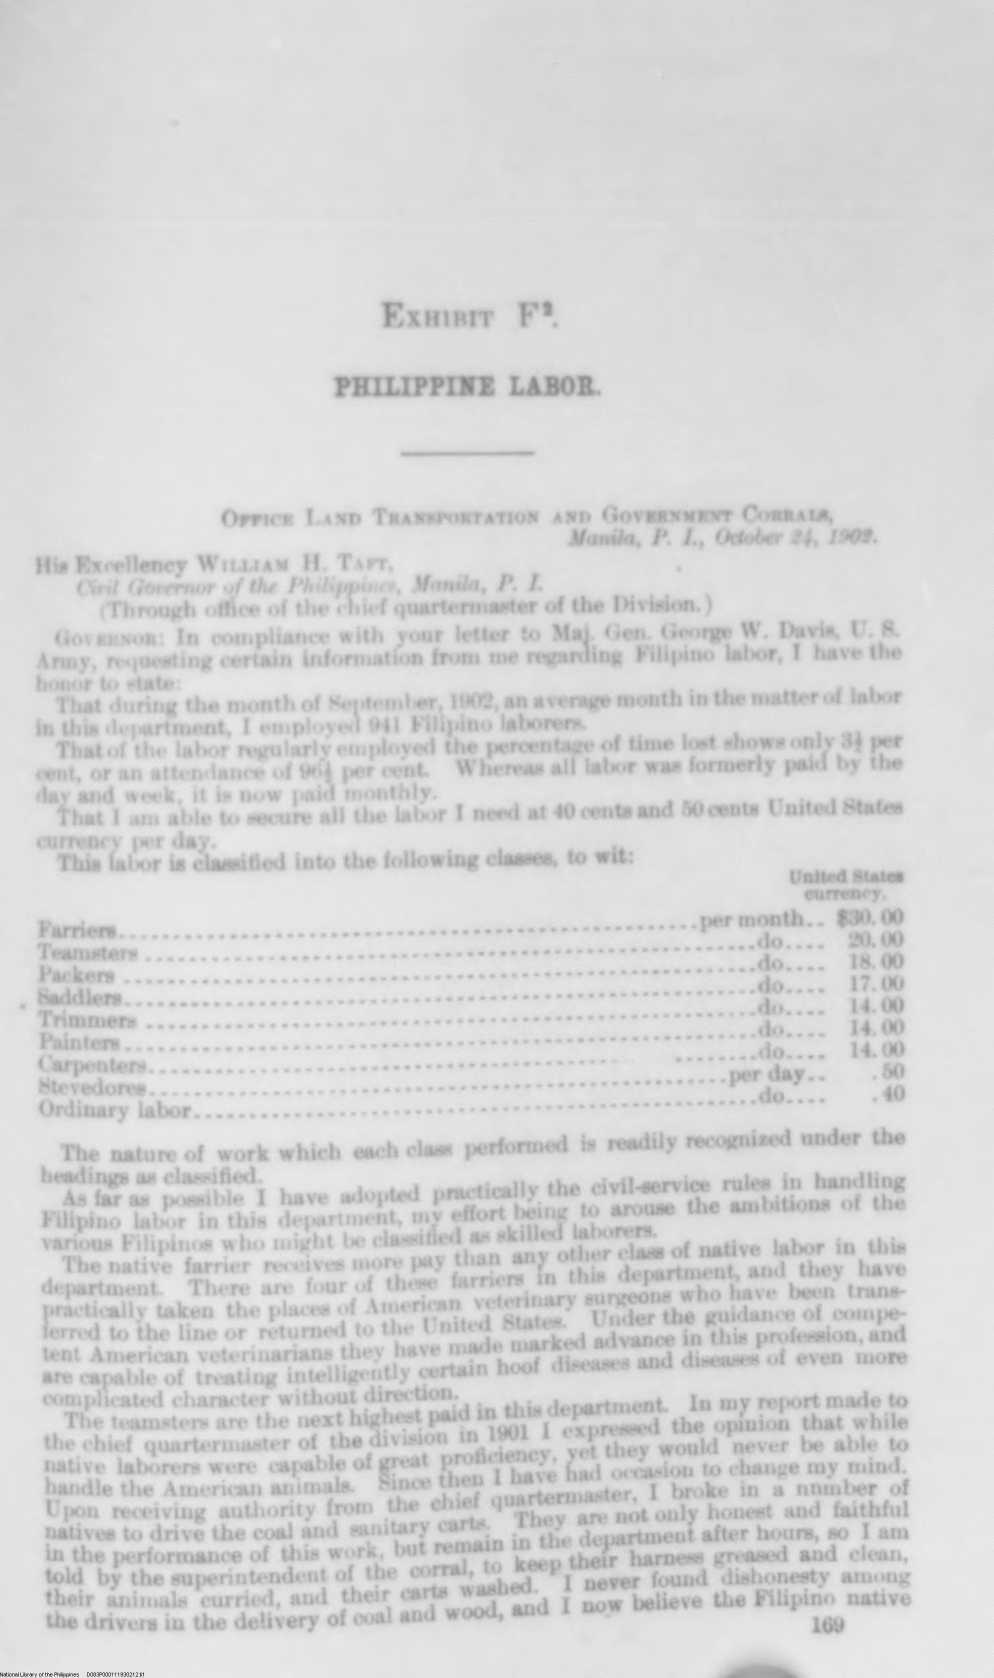 EXHIBIT F².
PHILIPPINE LABOR.
OFFICE LAND TRANSPORTATION AND GOVERNMENT CORRALS,
Manila, P. I., October 24, 1902.
His Excellency WILLIAM H. TAFT,
Civil Governor of the Philippines, Manila, P. I.
(Through office of the chief quartermaster of the Division.)
GOVERNOR: In compliance with your letter to Maj. Gen. George W. Davis, U. S.
Army, requesting certain information from me regarding Filipino labor, I have the
honor to state:
That during the month of September, 1902, an average month in the matter of labor
in this department, I employed 941 Filipino laborers.
That of the labor regularly employed the percentage of time lost shows only 3½ per
cent, or an attendance of 96½ per cent. Whereas all labor was formerly paid by the
day and week, it is now paid monthly.
That I am able to secure all the labor I need at 40 cents and 50 cents United States
currency per day.
This labor is classified into the following classes, to wit:
United States
currency.
Farriers....................per month.. $30.00
Teamsters....................do.... 20.00
Packers....................do.... 18.00
Saddlers....................do.... 17.00
Trimmers....................do.... 14.00
Painters....................do.... 14.00
Carpenters....................do.... 14.00
Stevedores....................per day.. .50
Ordinary labor....................do.... .40
The nature of work which each class performed is readily recognized under the
headings as classified.
As far as possible I have adopted practically the civil-service rules in handling
Filipino labor in this department, my effort being to arouse the ambitions of the
various Filipinos who might be classified as skilled laborers.
The native farrier receives more pay than any other class of native labor in this
department. There are four of these farriers in this department, and they have
practically taken the places of American veterinary surgeons who have been trans-
ferred to the line or returned to the United States. Under the guidance of compe-
tent American veterinarians they have made marked advance in this profession, and
are capable of treating intelligently certain hoof diseases and diseases of even more
complicated character without direction.
The teamsters are the next highest paid in this department. In my report made to
the chief quartermaster of the division in 1901 I expressed the opinion that while
native laborers were capable of great proficiency, yet they would never be able to
handle the American animals. Since then I have had occasion to change my mind.
Upon receiving authority from the chief quartermaster, I broke in a number of
natives to drive the coal and sanitary carts. They are not only honest and faithful
in the performance of this work, but remain in the department after hours, so I am
told by the superintendent of the corral, to keep their harness greased and clean,
their animals curried, and their carts washed. I never found dishonesty among
the drivers in the delivery of coal and wood, and I now believe the Filipino native
169
National Library of the Philippines